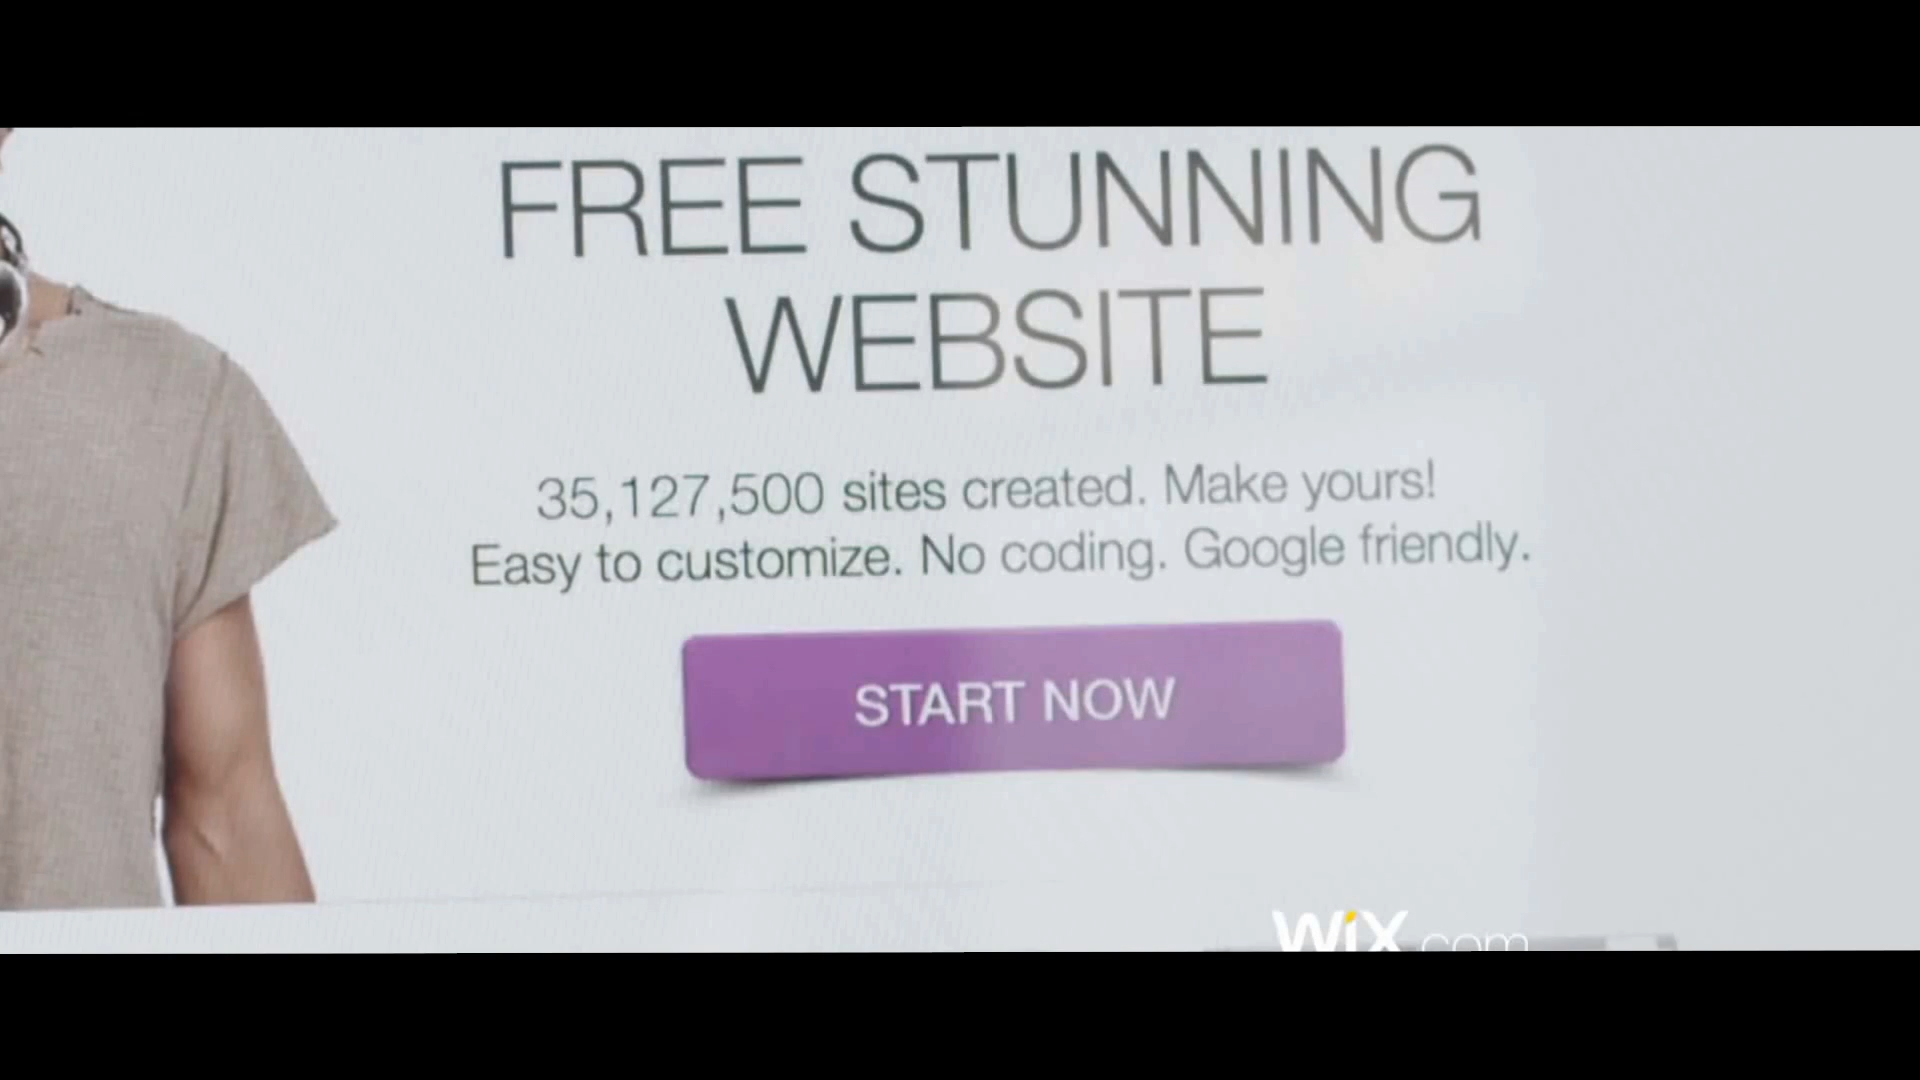 FREE STUNNING
WEBSITE
35,127,500 sites created. Make yours!
Easy to customize. No coding. Google friendly.
START NOW
WiX.com